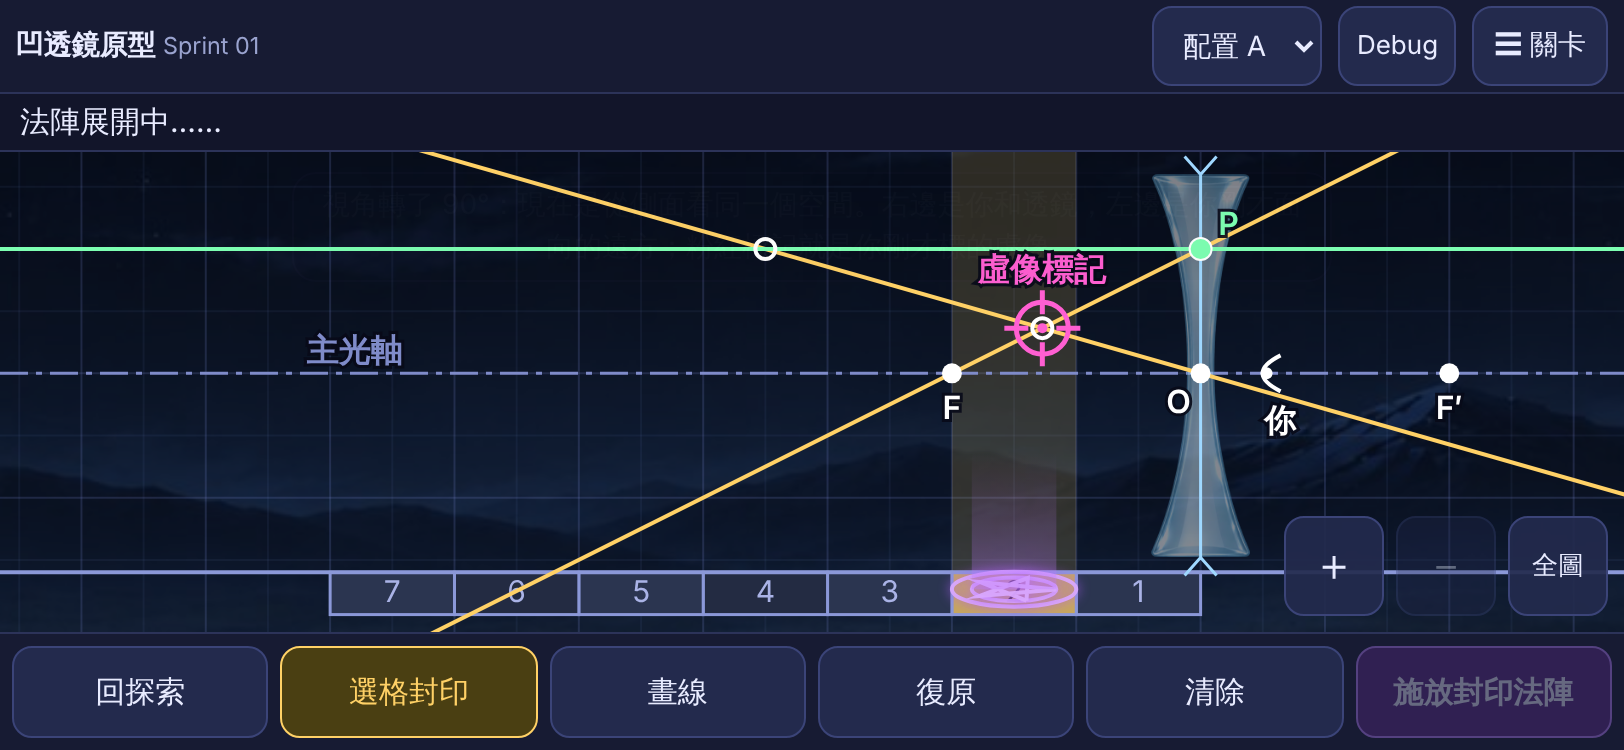 凹透鏡原型 Sprint 01
配置 A
Debug
☰ 關卡
法陣展開中……
P
虛像標記
主光軸
F
O
你
F′
7
6
5
4
3
1
+
−
全圖
回探索
選格封印
畫線
復原
清除
施放封印法陣